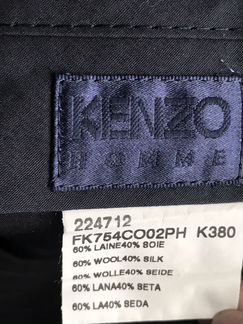 KENZO
HOMME
224712
FK754CO02PH K380
60% LAINE40% SOIE
60% WOOL40% SILK
60% WOLLE40% SEIDE
60% LANA40% SETA
60% LA40% SEDA